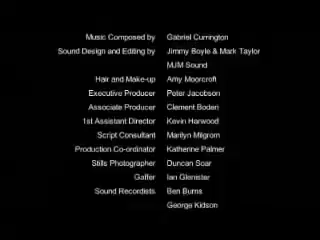 Music Composed by Gabriel Currington
Sound Design and Editing by Jimmy Boyle & Mark Taylor
MJM Sound
Hair and Make-up Amy Moorcroft
Executive Producer Peter Jacobson
Associate Producer Clement Boden
1st Assistant Director Kevin Harwood
Script Consultant Marilyn Milgrom
Production Co-ordinator Katherine Palmer
Stills Photographer Duncan Soar
Gaffer Ian Glenister
Sound Recordists Ben Burns
George Kidson